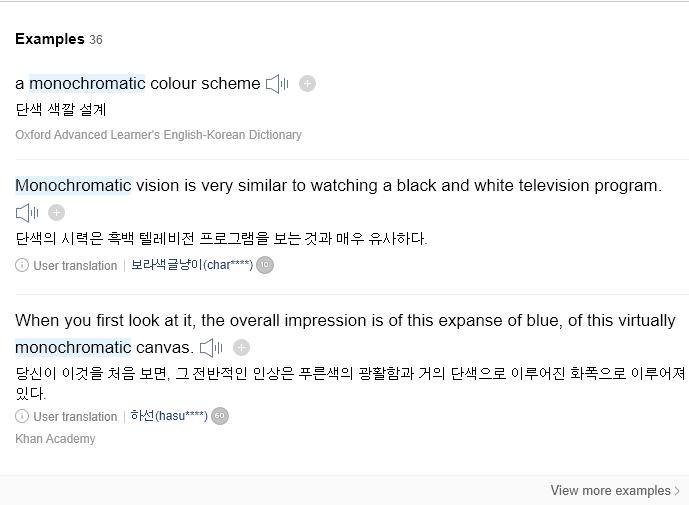 Examples 36
a monochromatic colour scheme
단색 색깔 설계
Oxford Advanced Learner's English-Korean Dictionary
Monochromatic vision is very similar to watching a black and white television program.
단색의 시력은 흑백 텔레비전 프로그램을 보는 것과 매우 유사하다.
User translation | 보라색글냥이(char****) 10
When you first look at it, the overall impression is of this expanse of blue, of this virtually
monochromatic canvas.
당신이 이것을 처음 보면, 그 전반적인 인상은 푸른색의 광활함과 거의 단색으로 이루어진 화폭으로 이루어져
있다.
User translation | 하선(hasu****) 60
Khan Academy
View more examples >